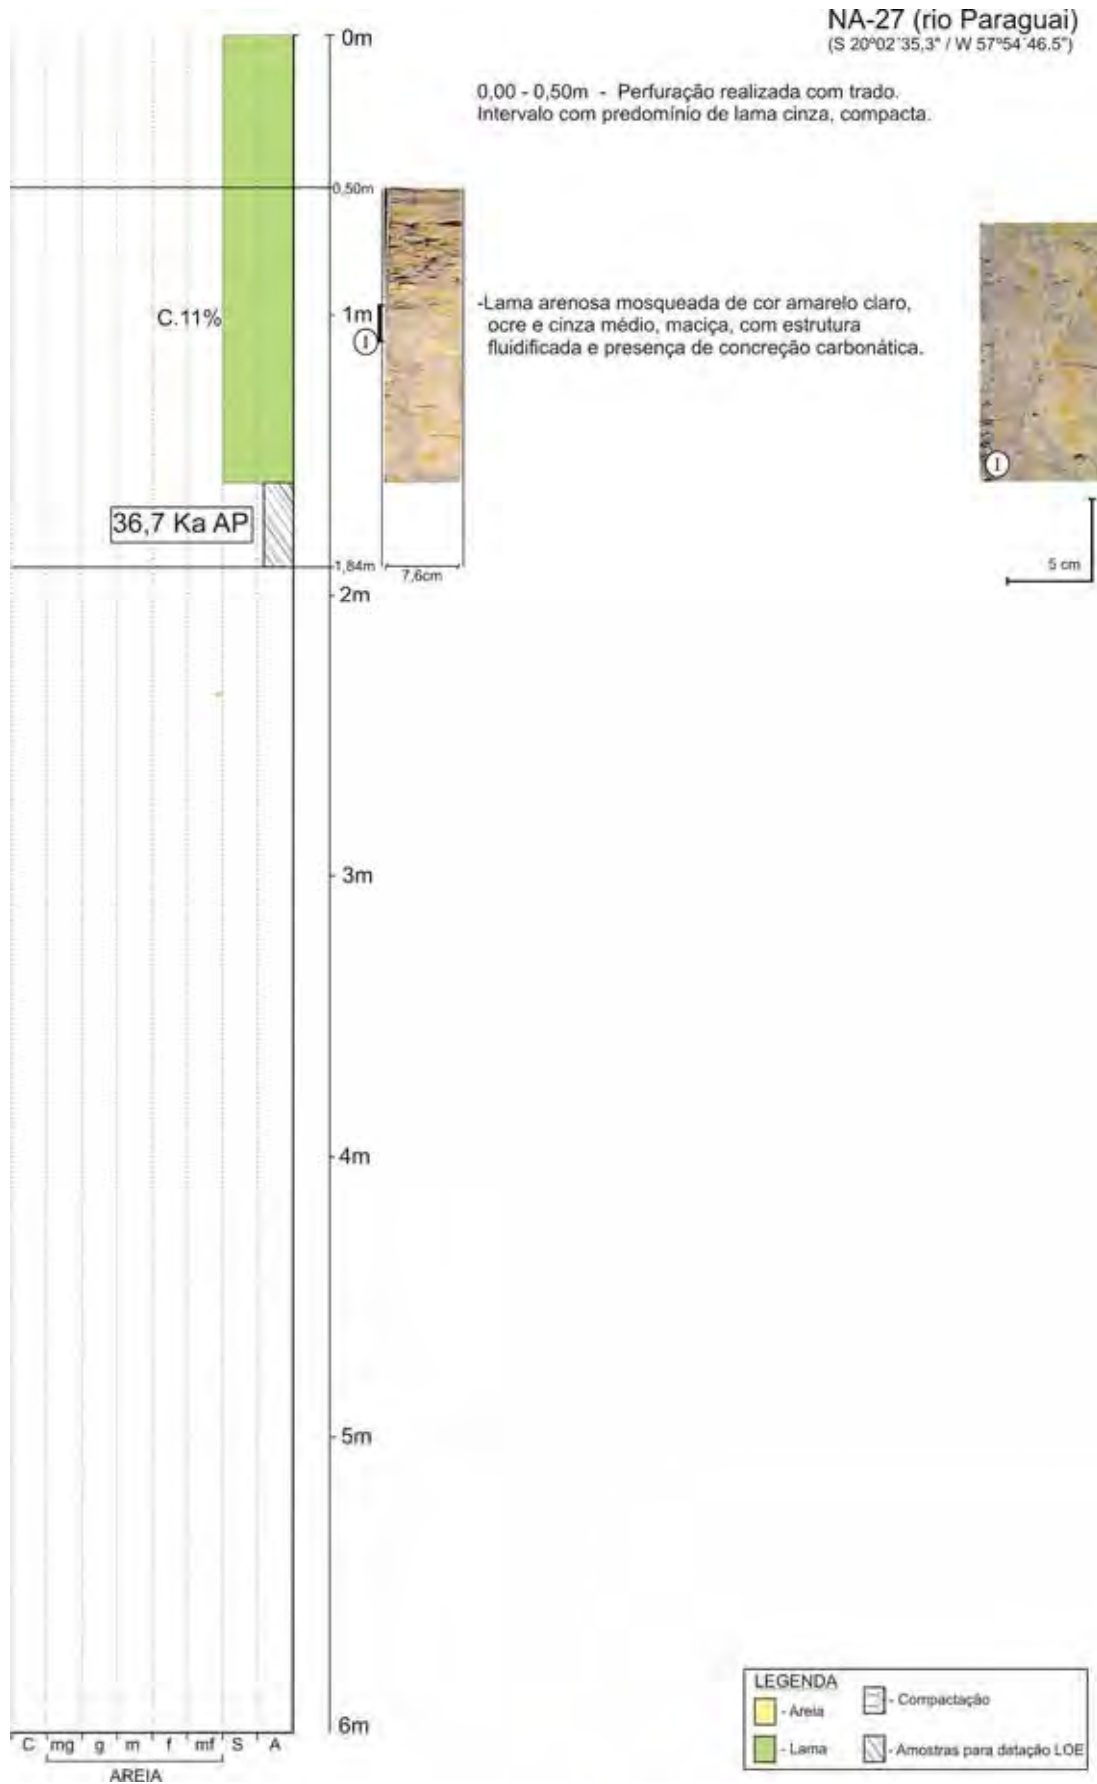 NA-27 (rio Paraguai)
(S 20º02´35,3" / W 57º54´46.5")
0m
0,00 - 0,50m - Perfuração realizada com trado.
Intervalo com predomínio de lama cinza, compacta.
0,50m
C.11%
1m
I
-Lama arenosa mosqueada de cor amarelo claro,
ocre e cinza médio, maciça, com estrutura
fluidificada e presença de concreção carbonática.
I
36,7 Ka AP
1,84m
7,6cm
5 cm
2m
3m
4m
5m
6m
C mg g m f mf S A
AREIA
LEGENDA
- Areia
- Compactação
- Lama
- Amostras para datação LOE